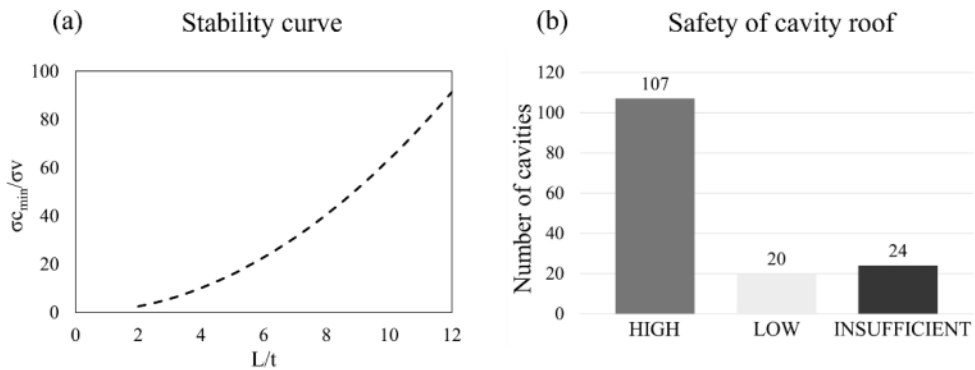 (a) Stability curve
100
80
60
40
20
0
σc_min/σv
0 2 4 6 8 10 12
L/t
(b) Safety of cavity roof
120
100
80
60
40
20
0
Number of cavities
107
20
24
HIGH LOW INSUFFICIENT